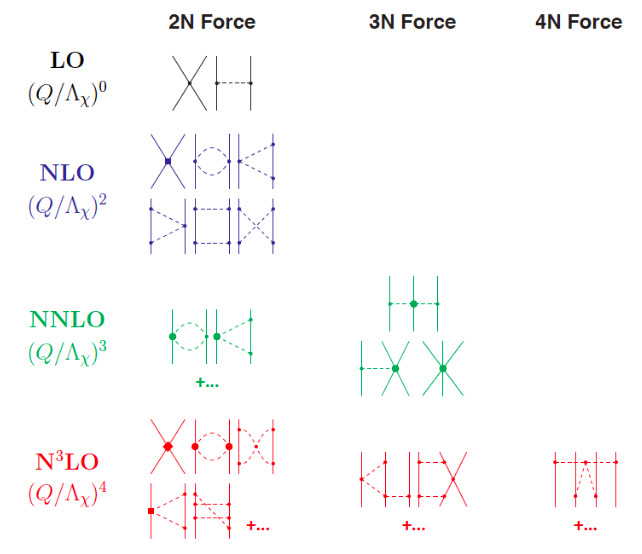 2N Force 3N Force 4N Force
LO
(Q/Λχ)⁰
NLO
(Q/Λχ)²
NNLO
(Q/Λχ)³
+...
N³LO
(Q/Λχ)⁴
+... +... +...